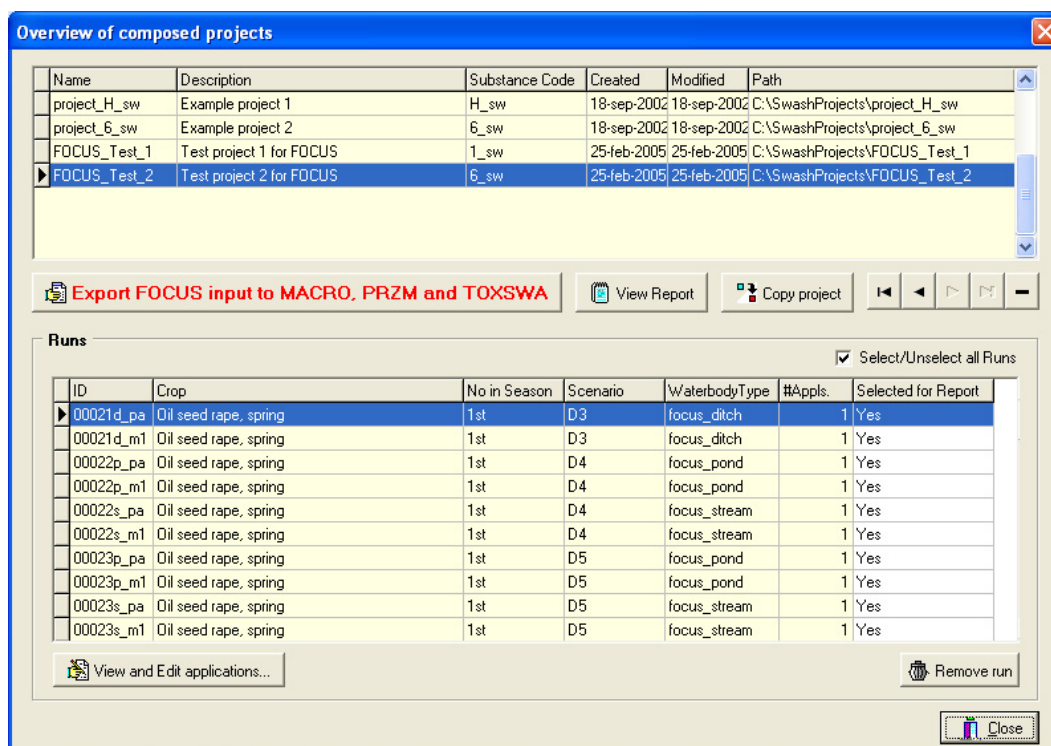 Overview of composed projects
Name Description Substance Code Created Modified Path
project_H_sw Example project 1 H_sw 18-sep-2002 18-sep-2002 C:\SwashProjects\project_H_sw
project_6_sw Example project 2 6_sw 18-sep-2002 18-sep-2002 C:\SwashProjects\project_6_sw
FOCUS_Test_1 Test project 1 for FOCUS 1_sw 25-feb-2005 25-feb-2005 C:\SwashProjects\FOCUS_Test_1
FOCUS_Test_2 Test project 2 for FOCUS 6_sw 25-feb-2005 25-feb-2005 C:\SwashProjects\FOCUS_Test_2
Export FOCUS input to MACRO, PRZM and TOXSWA View Report Copy project
Runs
Select/Unselect all Runs
ID Crop No in Season Scenario WaterbodyType #Appls. Selected for Report
00021d_pa Oil seed rape, spring 1st D3 focus_ditch 1 Yes
00021d_m1 Oil seed rape, spring 1st D3 focus_ditch 1 Yes
00022p_pa Oil seed rape, spring 1st D4 focus_pond 1 Yes
00022p_m1 Oil seed rape, spring 1st D4 focus_pond 1 Yes
00022s_pa Oil seed rape, spring 1st D4 focus_stream 1 Yes
00022s_m1 Oil seed rape, spring 1st D4 focus_stream 1 Yes
00023p_pa Oil seed rape, spring 1st D5 focus_pond 1 Yes
00023p_m1 Oil seed rape, spring 1st D5 focus_pond 1 Yes
00023s_pa Oil seed rape, spring 1st D5 focus_stream 1 Yes
00023s_m1 Oil seed rape, spring 1st D5 focus_stream 1 Yes
View and Edit applications... Remove run
Close